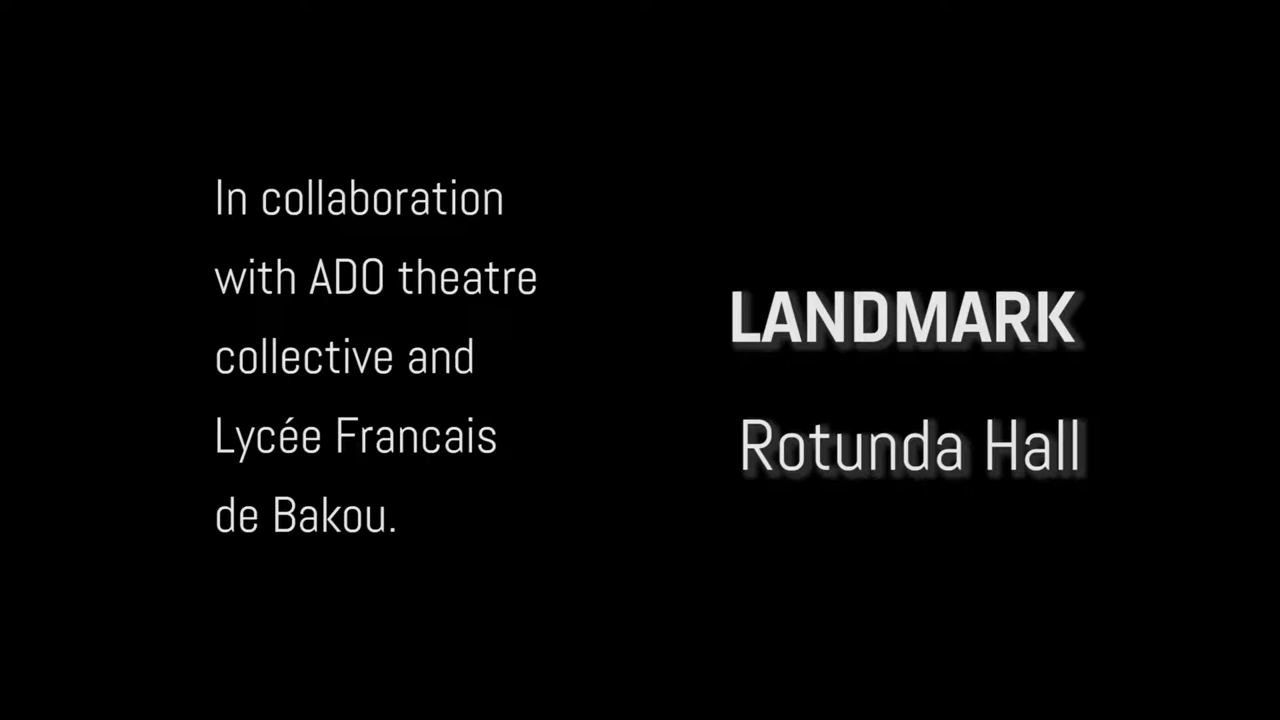 In collaboration
with ADO theatre
collective and
Lycée Francais
de Bakou.
LANDMARK
Rotunda Hall